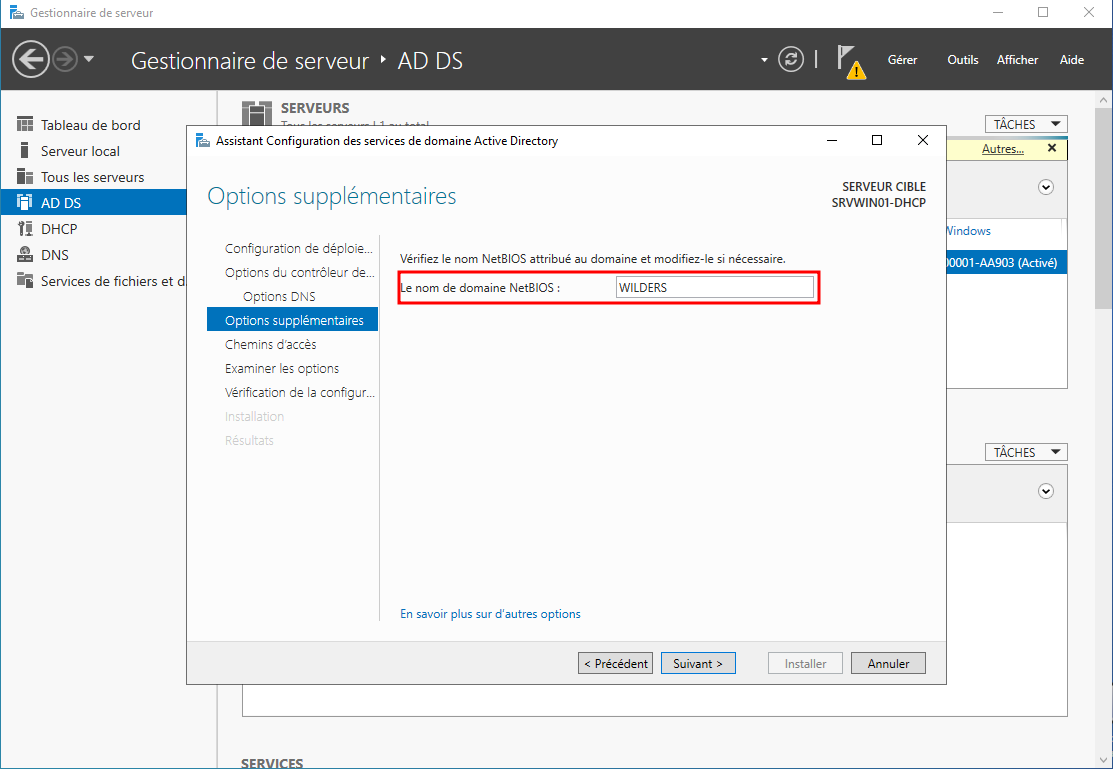 Gestionnaire de serveur
Gestionnaire de serveur ‣ AD DS
Gérer Outils Afficher Aide
Tableau de bord
Serveur local
Tous les serveurs
AD DS
DHCP
DNS
Services de fichiers et d
SERVEURS
Tous les serveurs | 1 au total
TÂCHES
Autres...
Windows
00001-AA903 (Activé)
TÂCHES
SERVICES
Assistant Configuration des services de domaine Active Directory
Options supplémentaires
SERVEUR CIBLE
SRVWIN01-DHCP
Configuration de déploie...
Options du contrôleur de...
Options DNS
Options supplémentaires
Chemins d'accès
Examiner les options
Vérification de la configur...
Installation
Résultats
Vérifiez le nom NetBIOS attribué au domaine et modifiez-le si nécessaire.
Le nom de domaine NetBIOS : WILDERS
En savoir plus sur d'autres options
< Précédent Suivant > Installer Annuler